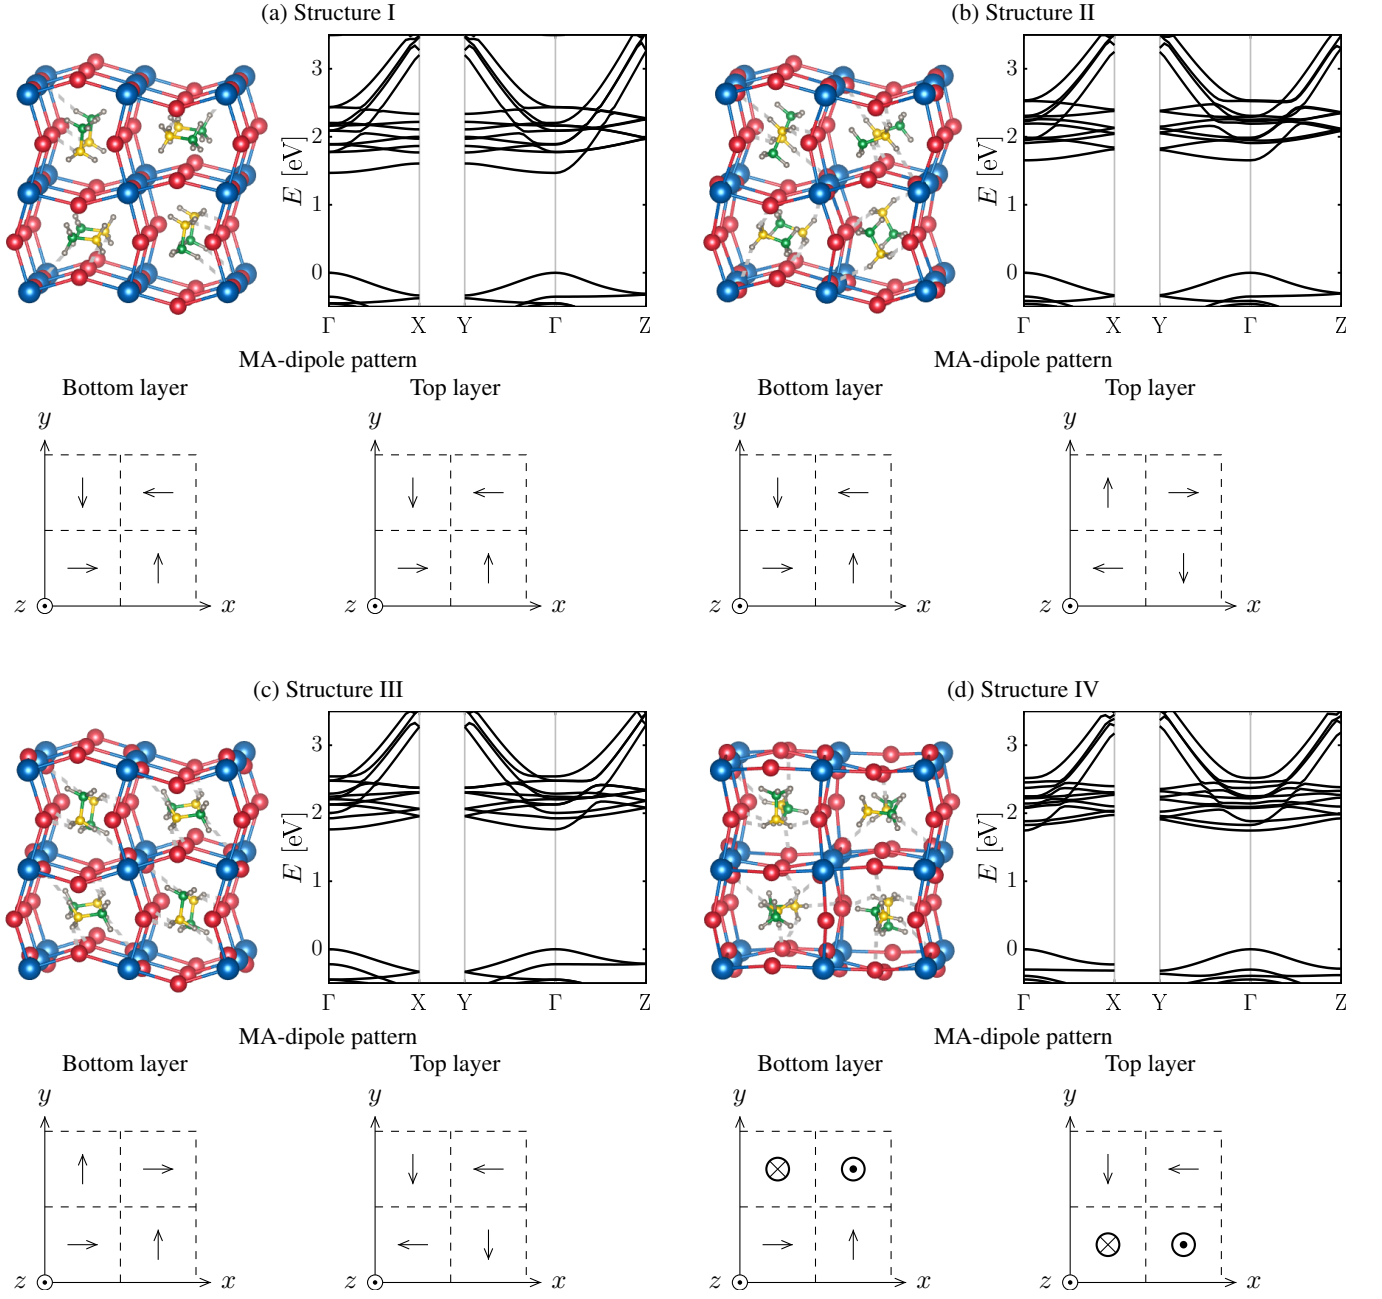 (a) Structure I
E [eV]
3
2
1
0
Γ X Y Γ Z
MA-dipole pattern
Bottom layer Top layer
y y
z x z x
(b) Structure II
E [eV]
3
2
1
0
Γ X Y Γ Z
MA-dipole pattern
Bottom layer Top layer
y y
z x z x
(c) Structure III
E [eV]
3
2
1
0
Γ X Y Γ Z
MA-dipole pattern
Bottom layer Top layer
y y
z x z x
(d) Structure IV
E [eV]
3
2
1
0
Γ X Y Γ Z
MA-dipole pattern
Bottom layer Top layer
y y
z x z x